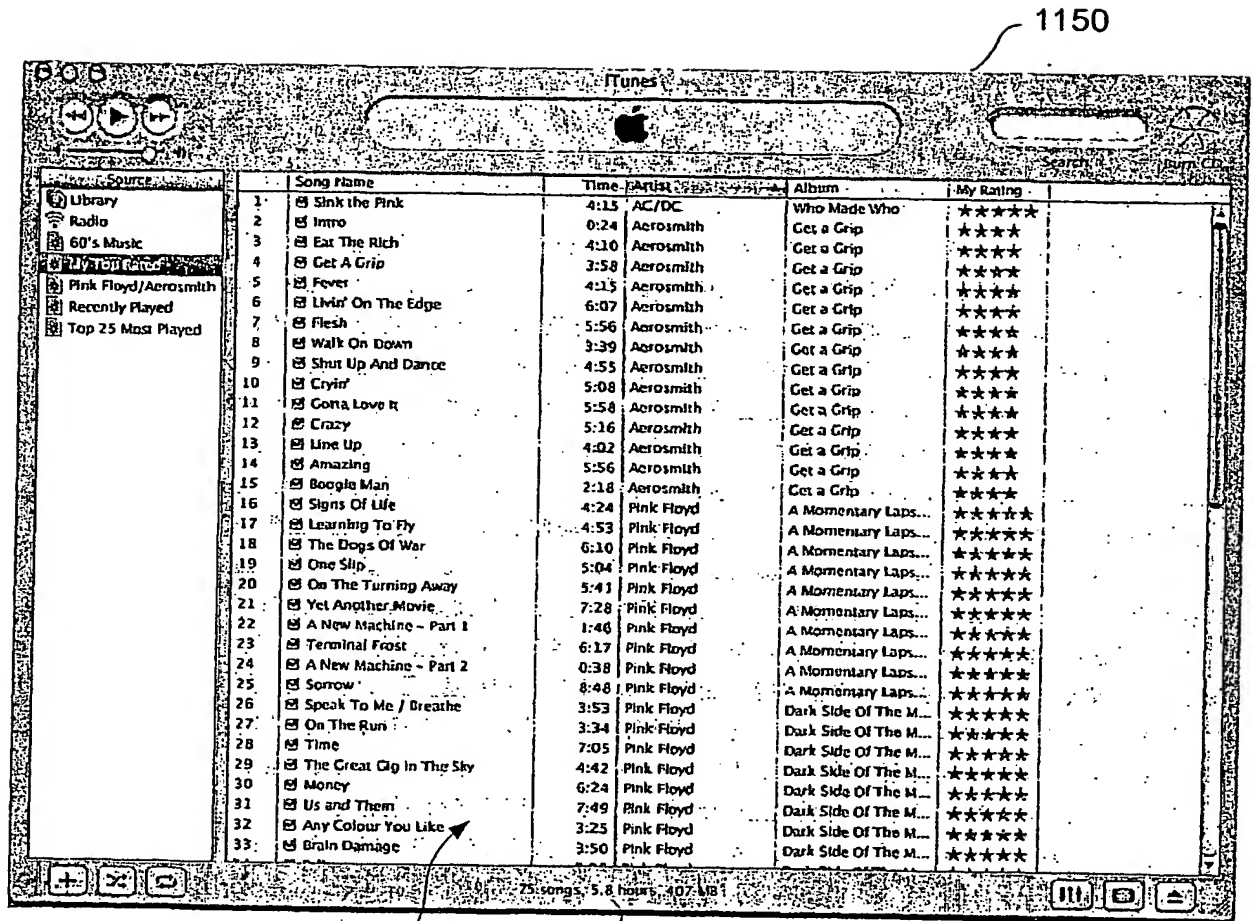 1150
iTunes
Search
Burn CD
Source
Library
Radio
60's Music
My Top Rated
Pink Floyd/Aerosmith
Recently Played
Top 25 Most Played
Song Name Time Artist Album My Rating
1 Sink the Pink 4:15 AC/DC Who Made Who ★★★★★
2 Intro 0:24 Aerosmith Get a Grip ★★★★
3 Eat The Rich 4:10 Aerosmith Get a Grip ★★★★
4 Get A Grip 3:58 Aerosmith Get a Grip ★★★★
5 Fever 4:15 Aerosmith Get a Grip ★★★★
6 Livin' On The Edge 6:07 Aerosmith Get a Grip ★★★★
7 Flesh 5:56 Aerosmith Get a Grip ★★★★
8 Walk On Down 3:39 Aerosmith Get a Grip ★★★★
9 Shut Up And Dance 4:55 Aerosmith Get a Grip ★★★★
10 Cryin' 5:08 Aerosmith Get a Grip ★★★★
11 Gotta Love It 5:58 Aerosmith Get a Grip ★★★★
12 Crazy 5:16 Aerosmith Get a Grip ★★★★
13 Line Up 4:02 Aerosmith Get a Grip ★★★★
14 Amazing 5:56 Aerosmith Get a Grip ★★★★
15 Boogie Man 2:18 Aerosmith Get a Grip ★★★★
16 Signs Of Life 4:24 Pink Floyd A Momentary Laps... ★★★★★
17 Learning To Fly 4:53 Pink Floyd A Momentary Laps... ★★★★★
18 The Dogs Of War 6:10 Pink Floyd A Momentary Laps... ★★★★★
19 One Slip 5:04 Pink Floyd A Momentary Laps... ★★★★★
20 On The Turning Away 5:41 Pink Floyd A Momentary Laps... ★★★★★
21 Yet Another Movie 7:28 Pink Floyd A Momentary Laps... ★★★★★
22 A New Machine - Part 1 1:46 Pink Floyd A Momentary Laps... ★★★★★
23 Terminal Frost 6:17 Pink Floyd A Momentary Laps... ★★★★★
24 A New Machine - Part 2 0:38 Pink Floyd A Momentary Laps... ★★★★★
25 Sorrow 8:48 Pink Floyd A Momentary Laps... ★★★★★
26 Speak To Me / Breathe 3:53 Pink Floyd Dark Side Of The M... ★★★★★
27 On The Run 3:34 Pink Floyd Dark Side Of The M... ★★★★★
28 Time 7:05 Pink Floyd Dark Side Of The M... ★★★★★
29 The Great Gig In The Sky 4:42 Pink Floyd Dark Side Of The M... ★★★★★
30 Money 6:24 Pink Floyd Dark Side Of The M... ★★★★★
31 Us and Them 7:49 Pink Floyd Dark Side Of The M... ★★★★★
32 Any Colour You Like 3:25 Pink Floyd Dark Side Of The M... ★★★★★
33 Brain Damage 3:50 Pink Floyd Dark Side Of The M... ★★★★★
75 songs, 5.8 hours, 407 MB